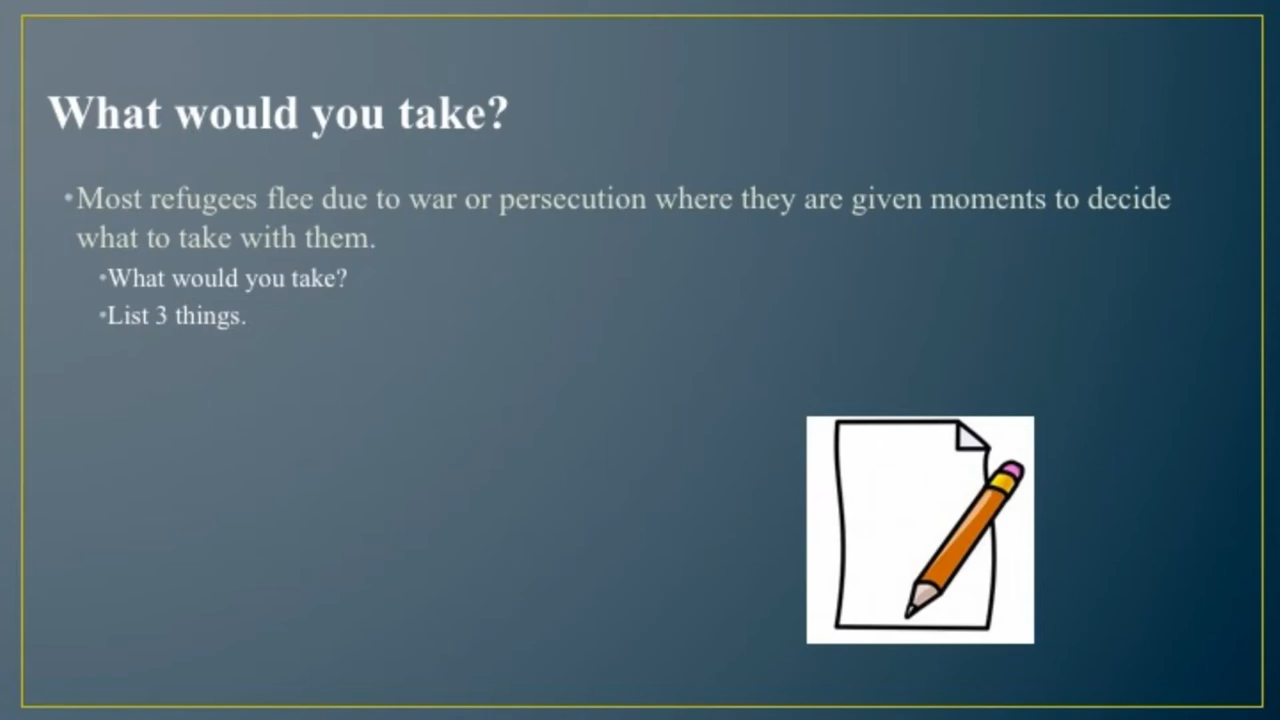 What would you take?
•Most refugees flee due to war or persecution where they are given moments to decide
what to take with them.
•What would you take?
•List 3 things.